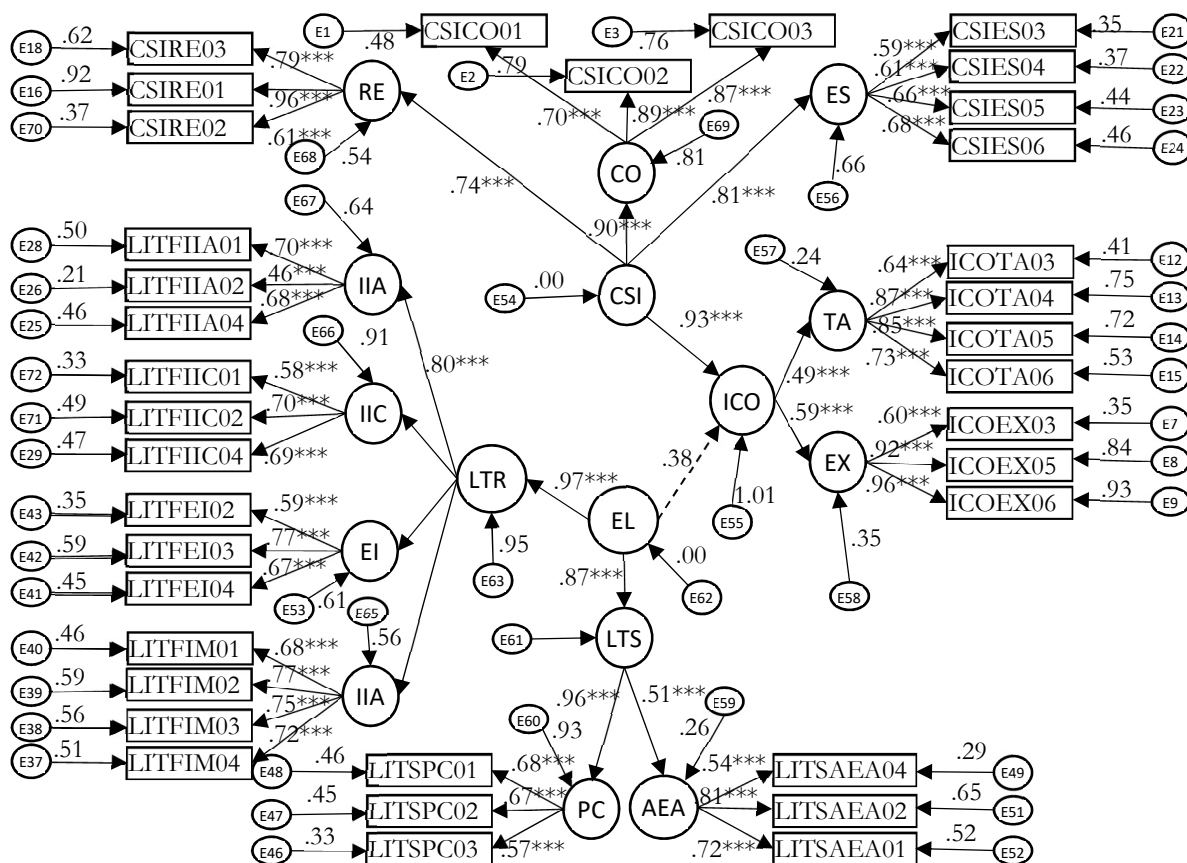 E1 CSICO01 E3 .76 CSICO03 CSIES03 .35 E21
E18 .62 CSIRE03 .48 .59***
E2 .79 CSICO02 CSIES04 .37 E22
E16 .92 CSIRE01 .79*** RE ES .61***
.96*** .70*** .89*** .87*** .66*** CSIES05 .44 E23
E70 .37 CSIRE02 .61*** E69 .68***
E68 .54 CO .81 CSIES06 .46 E24
E67 .74*** .81*** E56 .66
.64 .90***
E28 .50 LITFIIA01 .70*** E57 .24 .64*** ICOTA03 .41 E12
E26 .21 LITFIIA02 .46*** IIA E54 .00 CSI .87*** ICOTA04 .75 E13
E25 .46 LITFIIA04 .68*** TA .85*** ICOTA05 .72 E14
E66 .91 .93*** .73*** ICOTA06 .53 E15
E72 .33 LITFIIC01 .58*** .80*** .49***
E71 .49 LITFIIC02 .70*** IIC ICO .59*** .60*** ICOEX03 .35 E7
E29 .47 LITFIIC04 .69*** .38 EX .92*** ICOEX05 .84 E8
LTR .97*** .96*** ICOEX06 .93 E9
E43 .35 LITFEI02 .59*** EL 1.01 E55
E42 .59 LITFEI03 .77*** EI .95 .00 .35
E41 .45 LITFEI04 .67*** E63 .87*** E62 E58
E53 .61 E65
E40 .46 LITFIM01 .68*** .56 E61 LTS
E39 .59 LITFIM02 .77*** IIA
E38 .56 LITFIM03 .75*** .96*** .51*** E59
E37 .51 LITFIM04 .72*** E60 .93 .26
E48 .46 LITSPC01 .68*** .54*** LITSAEA04 .29 E49
E47 .45 LITSPC02 .67*** PC AEA .81*** LITSAEA02 .65 E51
E46 .33 LITSPC03 .57*** .72*** LITSAEA01 .52 E52